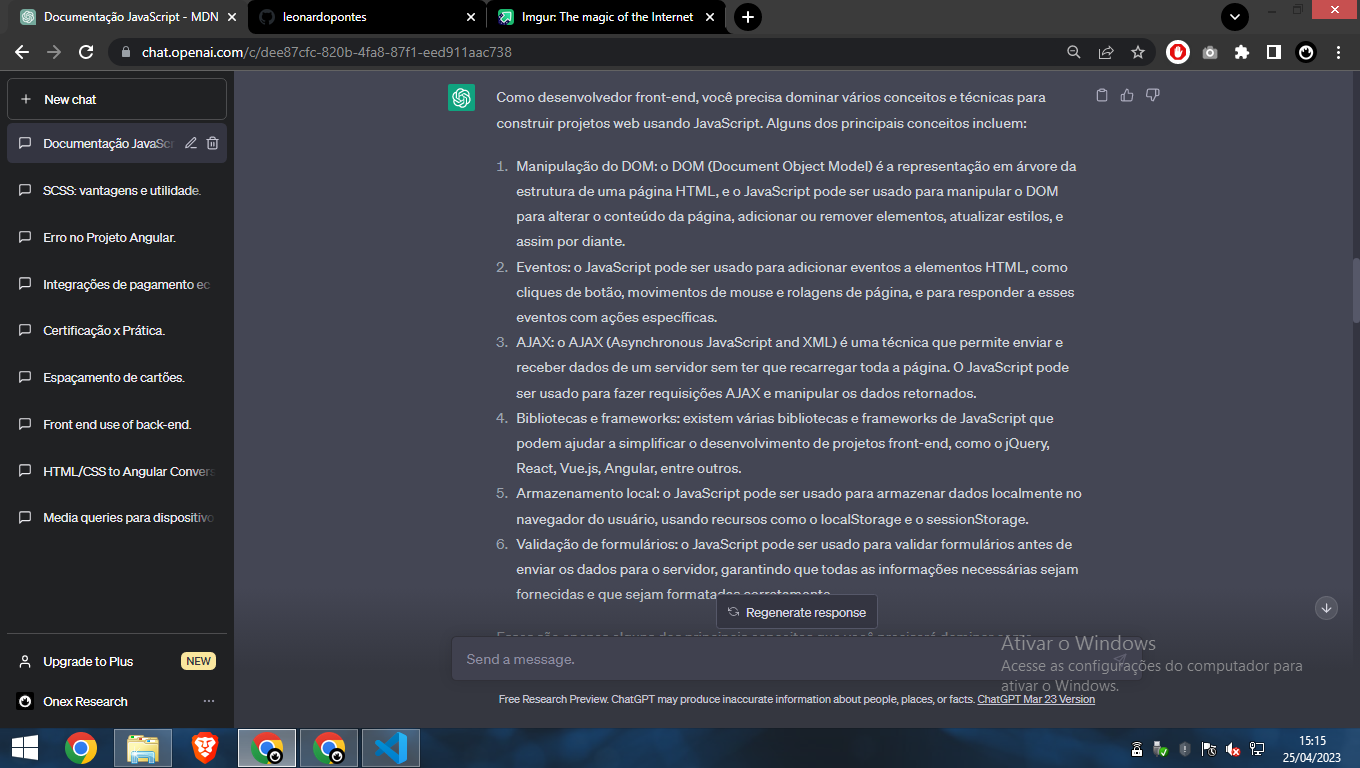 Documentação JavaScript - MDN
leonardopontes
Imgur: The magic of the Internet
chat.openai.com/c/dee87cfc-820b-4fa8-87f1-eed911aac738
New chat
Documentação JavaScr
SCSS: vantagens e utilidade.
Erro no Projeto Angular.
Integrações de pagamento ec
Certificação x Prática.
Espaçamento de cartões.
Front end use of back-end.
HTML/CSS to Angular Convers
Media queries para dispositivo
Upgrade to Plus
NEW
Onex Research
Como desenvolvedor front-end, você precisa dominar vários conceitos e técnicas para
construir projetos web usando JavaScript. Alguns dos principais conceitos incluem:
1. Manipulação do DOM: o DOM (Document Object Model) é a representação em árvore da
estrutura de uma página HTML, e o JavaScript pode ser usado para manipular o DOM
para alterar o conteúdo da página, adicionar ou remover elementos, atualizar estilos, e
assim por diante.
2. Eventos: o JavaScript pode ser usado para adicionar eventos a elementos HTML, como
cliques de botão, movimentos de mouse e rolagens de página, e para responder a esses
eventos com ações específicas.
3. AJAX: o AJAX (Asynchronous JavaScript and XML) é uma técnica que permite enviar e
receber dados de um servidor sem ter que recarregar toda a página. O JavaScript pode
ser usado para fazer requisições AJAX e manipular os dados retornados.
4. Bibliotecas e frameworks: existem várias bibliotecas e frameworks de JavaScript que
podem ajudar a simplificar o desenvolvimento de projetos front-end, como o jQuery,
React, Vue.js, Angular, entre outros.
5. Armazenamento local: o JavaScript pode ser usado para armazenar dados localmente no
navegador do usuário, usando recursos como o localStorage e o sessionStorage.
6. Validação de formulários: o JavaScript pode ser usado para validar formulários antes de
enviar os dados para o servidor, garantindo que todas as informações necessárias sejam
fornecidas e que sejam formatadas corretamente.
Regenerate response
Send a message.
Ativar o Windows
Acesse as configurações do computador para
ativar o Windows.
Free Research Preview. ChatGPT may produce inaccurate information about people, places, or facts. ChatGPT Mar 23 Version
15:15
25/04/2023